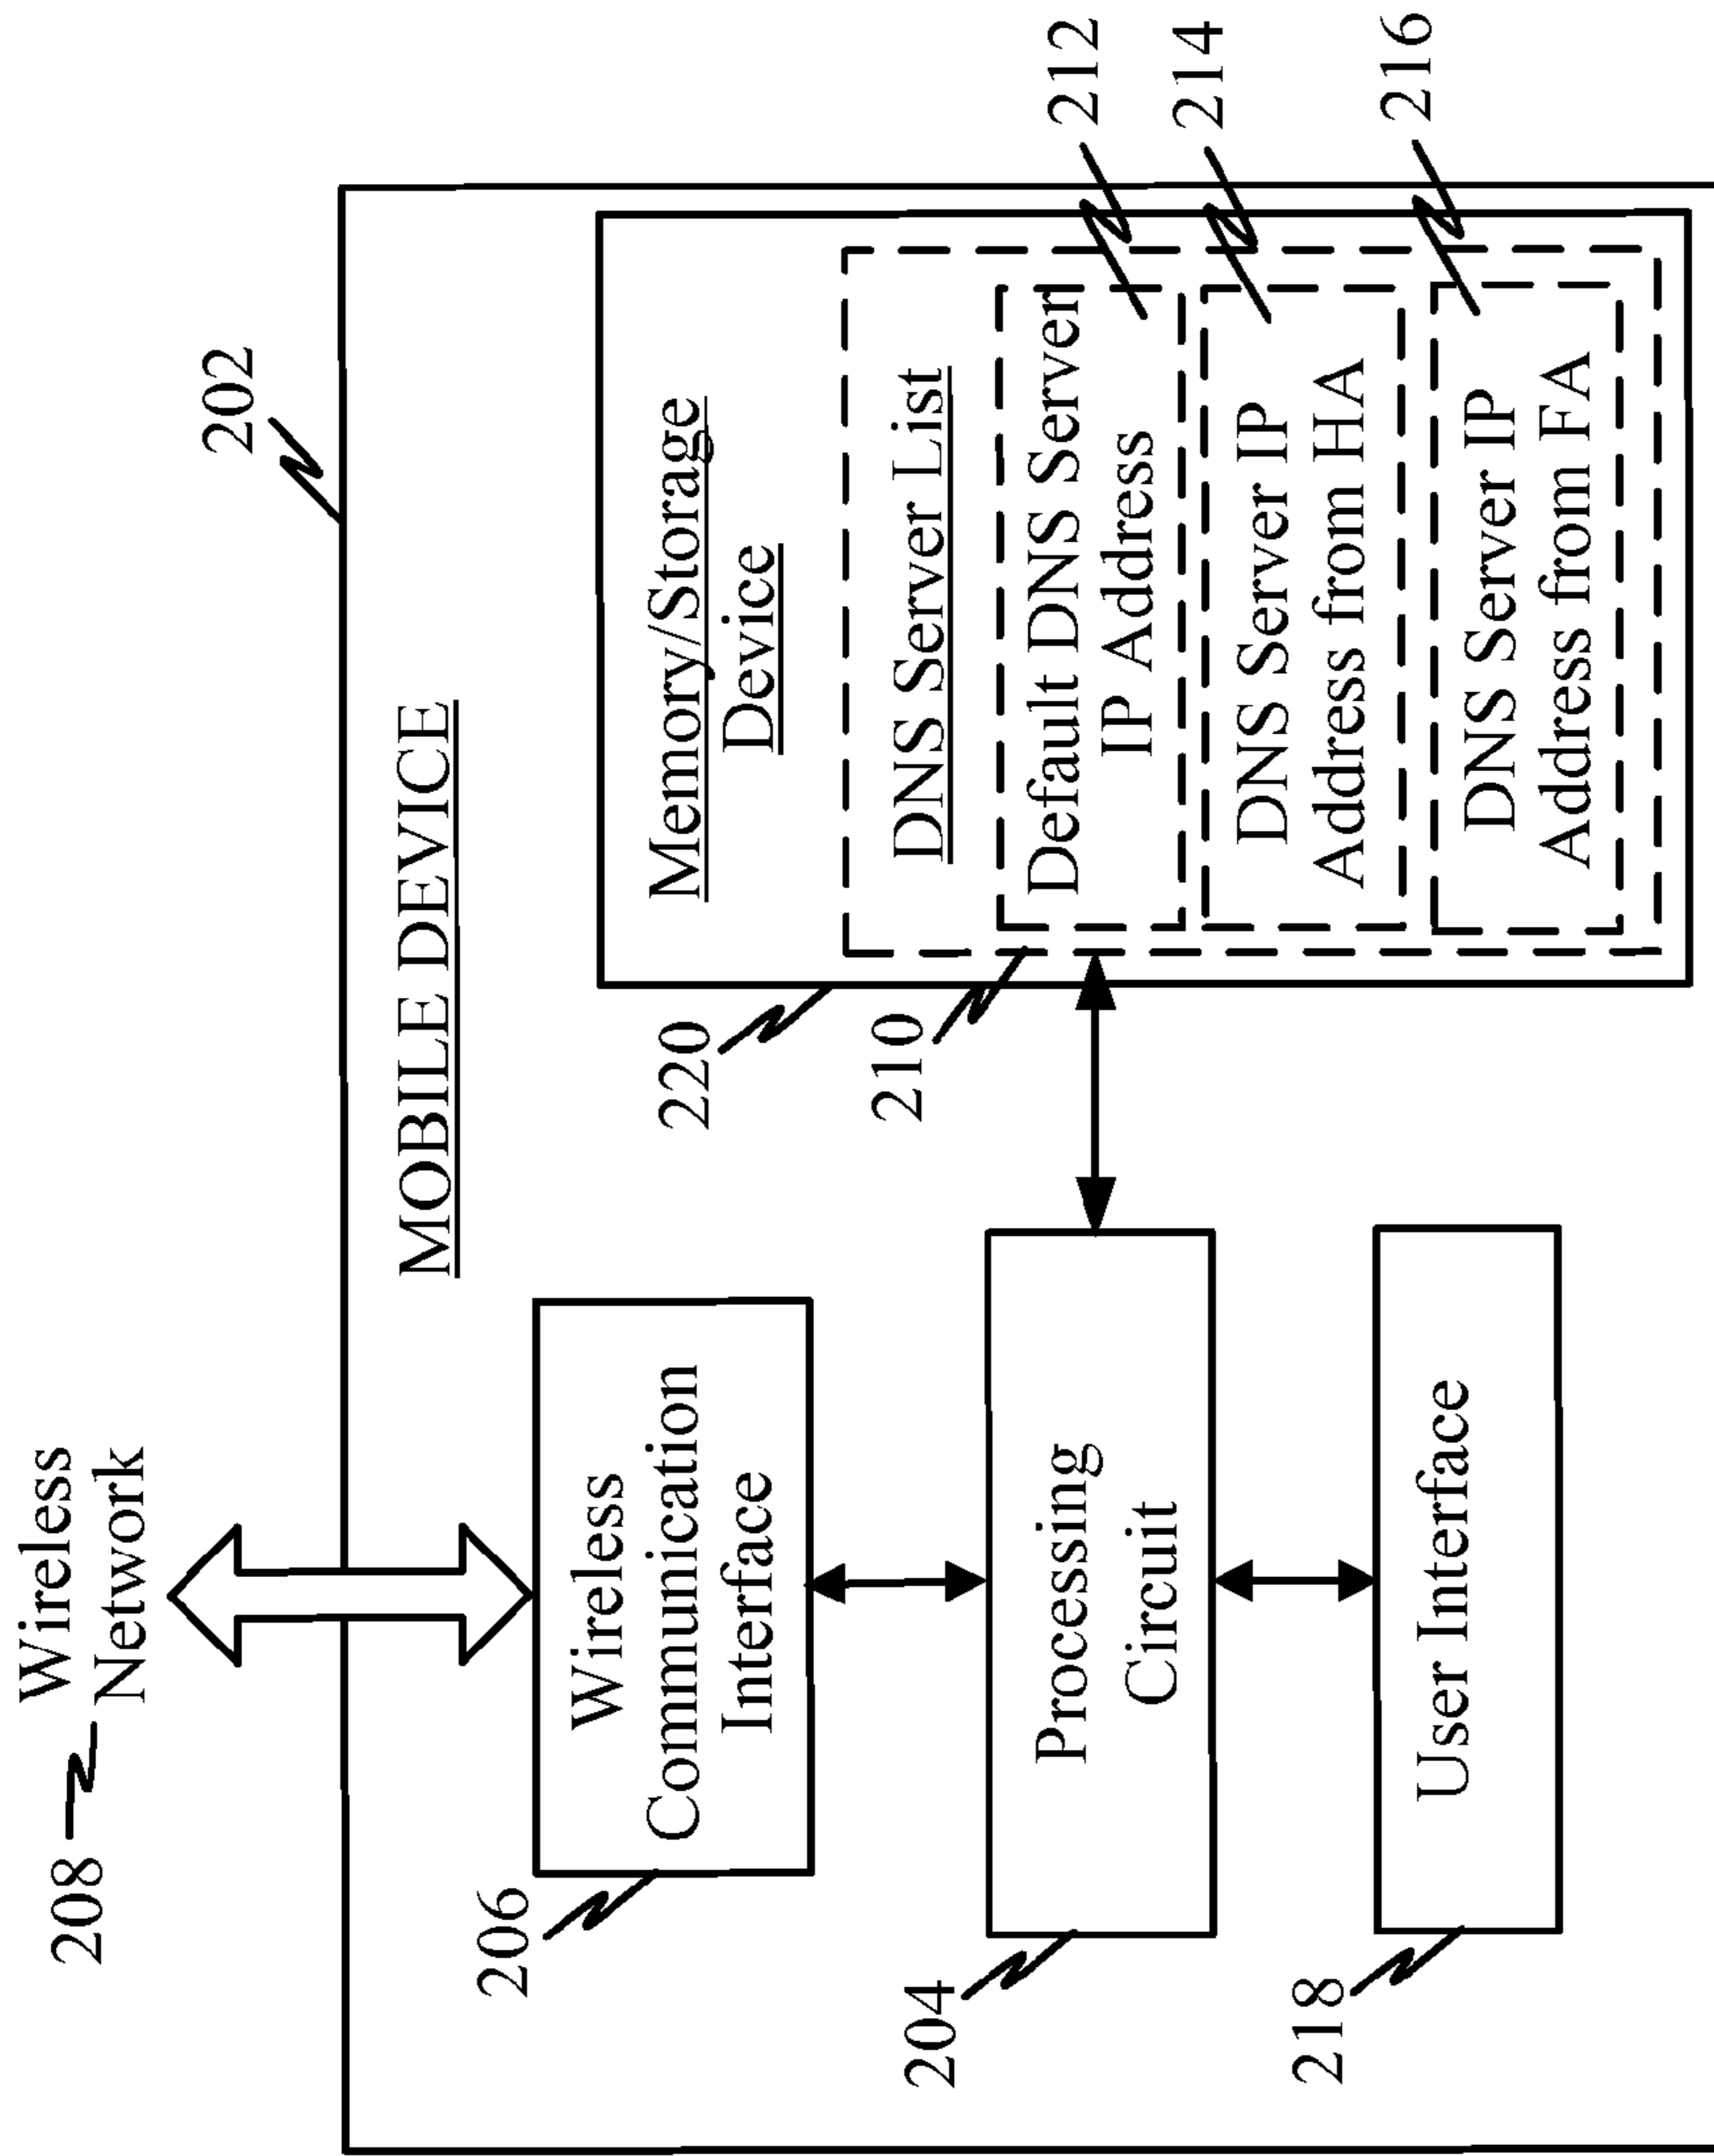 208
Wireless
Network
202
MOBILE DEVICE
206
Wireless
Communication
Interface
220
Memory/Storage
Device
210
DNS Server List
204
Processing
Circuit
Default DNS Server
IP Address
212
DNS Server IP
Address from HA
214
218
User Interface
DNS Server IP
Address from FA
216